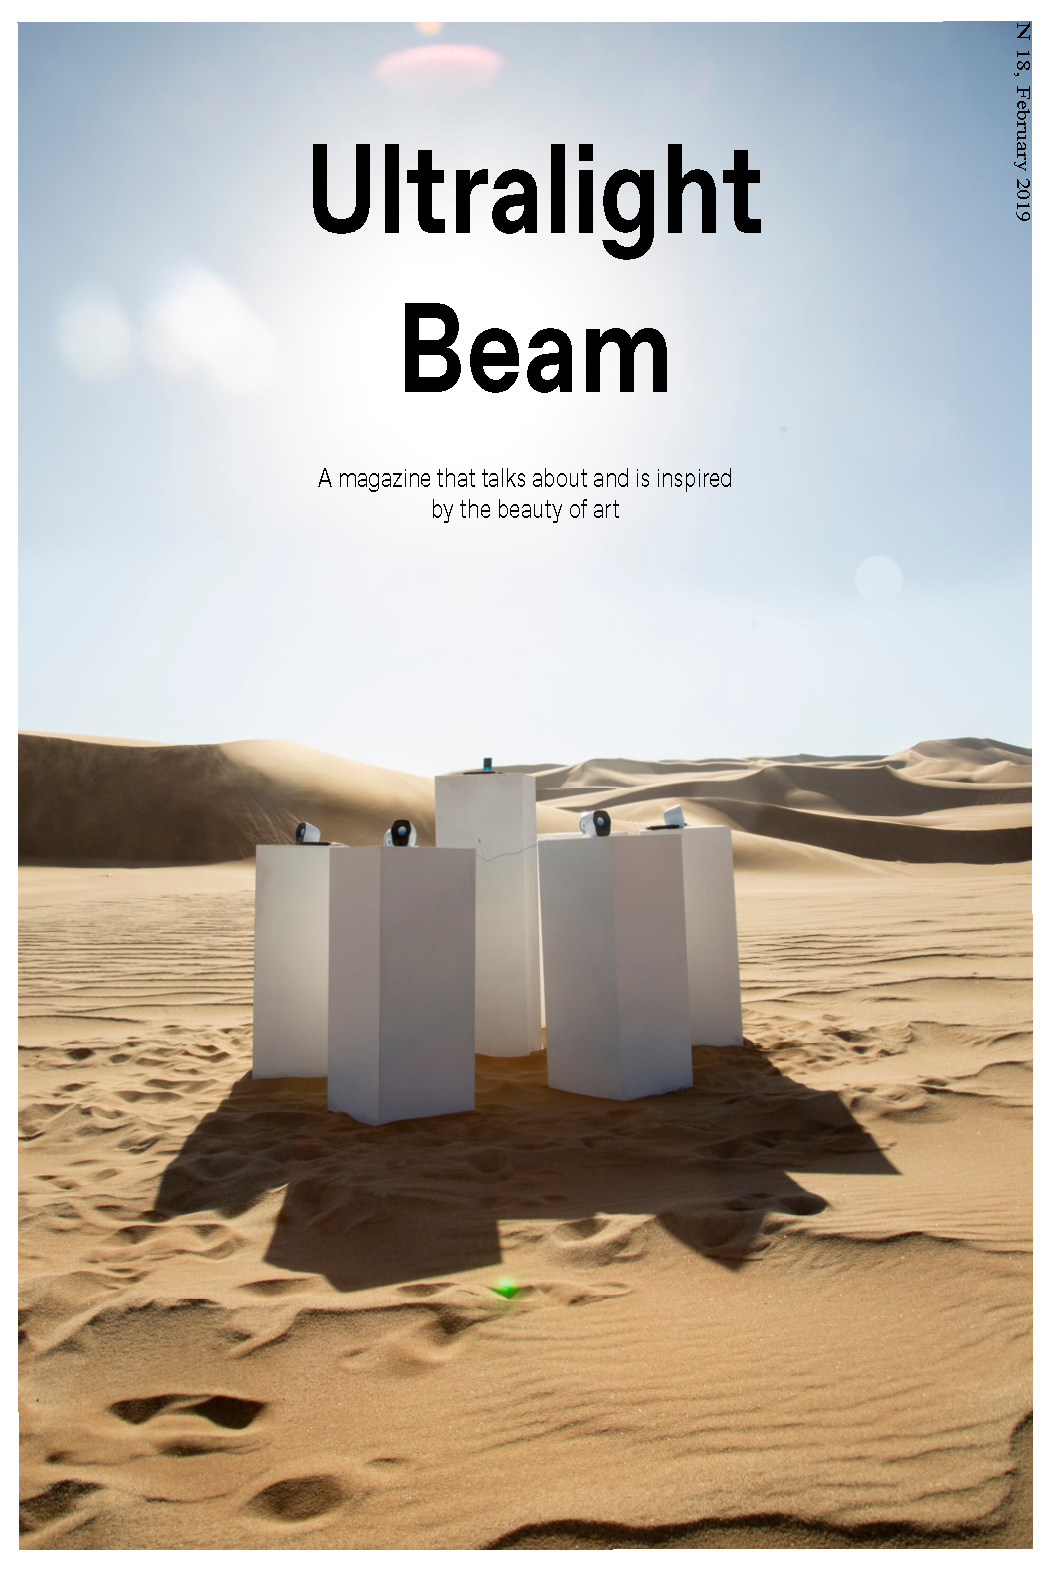 N 18, February 2019
Ultralight
Beam
A magazine that talks about and is inspired
by the beauty of art